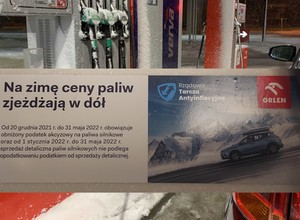 Na zimę ceny paliw
zjeżdżają w dół
Od 20 grudnia 2021 r. do 31 maja 2022 r. obowiązuje
obniżony podatek akcyzowy na paliwa silnikowe
oraz od 1 stycznia 2022 r. do 31 maja 2022 r.
sprzedaż detaliczna paliw silnikowych nie podlega
opodatkowaniu podatkiem od sprzedaży detalicznej.
Rządowa
Tarcza
Antyinflacyjna
ORLEN
verva